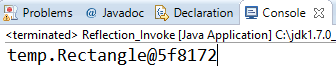 Problems @ Javadoc Declaration Console
<terminated> Reflection_Invoke [Java Application] C:\jdk1.7.0_
temp.Rectangle@5f8172